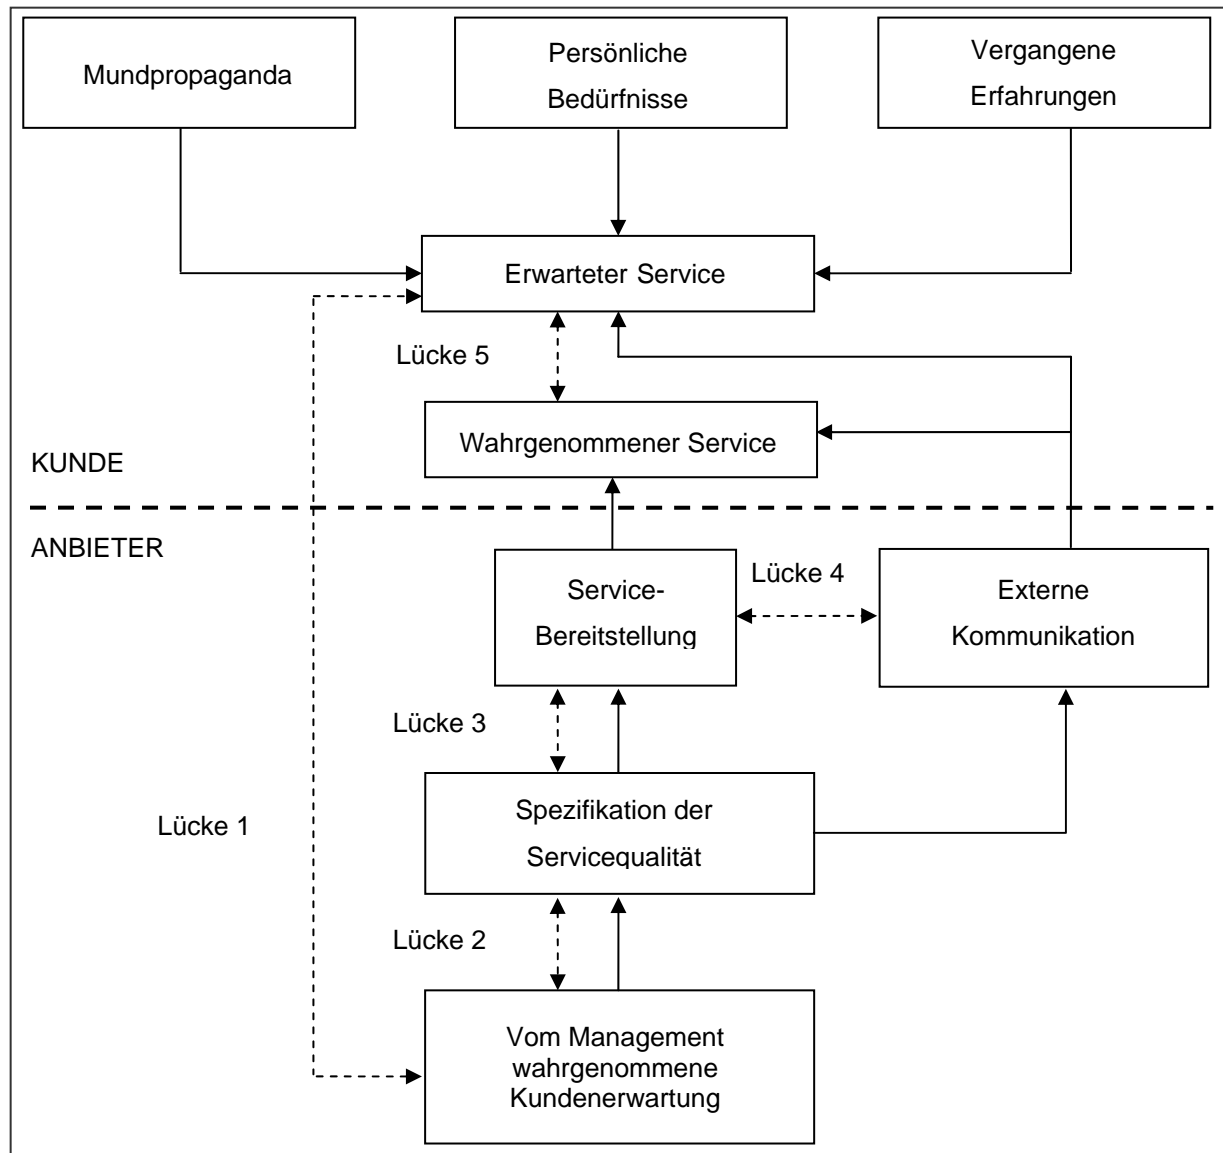 Mundpropaganda
Persönliche
Bedürfnisse
Vergangene
Erfahrungen
Erwarteter Service
Lücke 5
Wahrgenommener Service
KUNDE
ANBIETER
Service-
Bereitstellung
Lücke 4
Externe
Kommunikation
Lücke 3
Spezifikation der
Servicequalität
Lücke 1
Lücke 2
Vom Management
wahrgenommene
Kundenerwartung